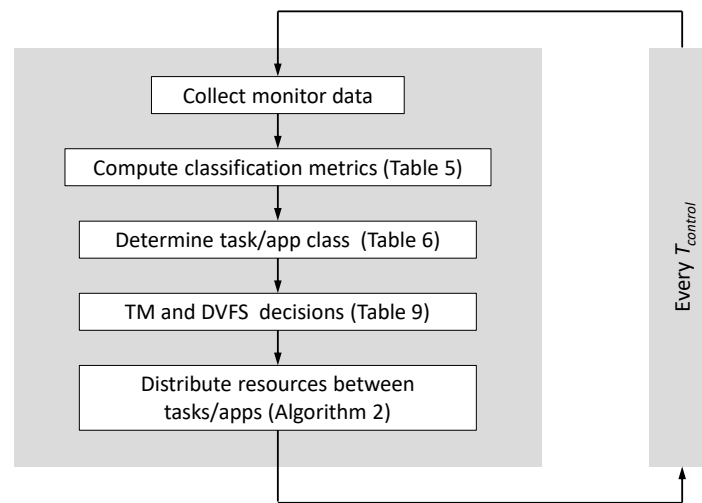 Collect monitor data
Compute classification metrics (Table 5)
Determine task/app class (Table 6)
TM and DVFS decisions (Table 9)
Distribute resources between
tasks/apps (Algorithm 2)
Every Tcontrol